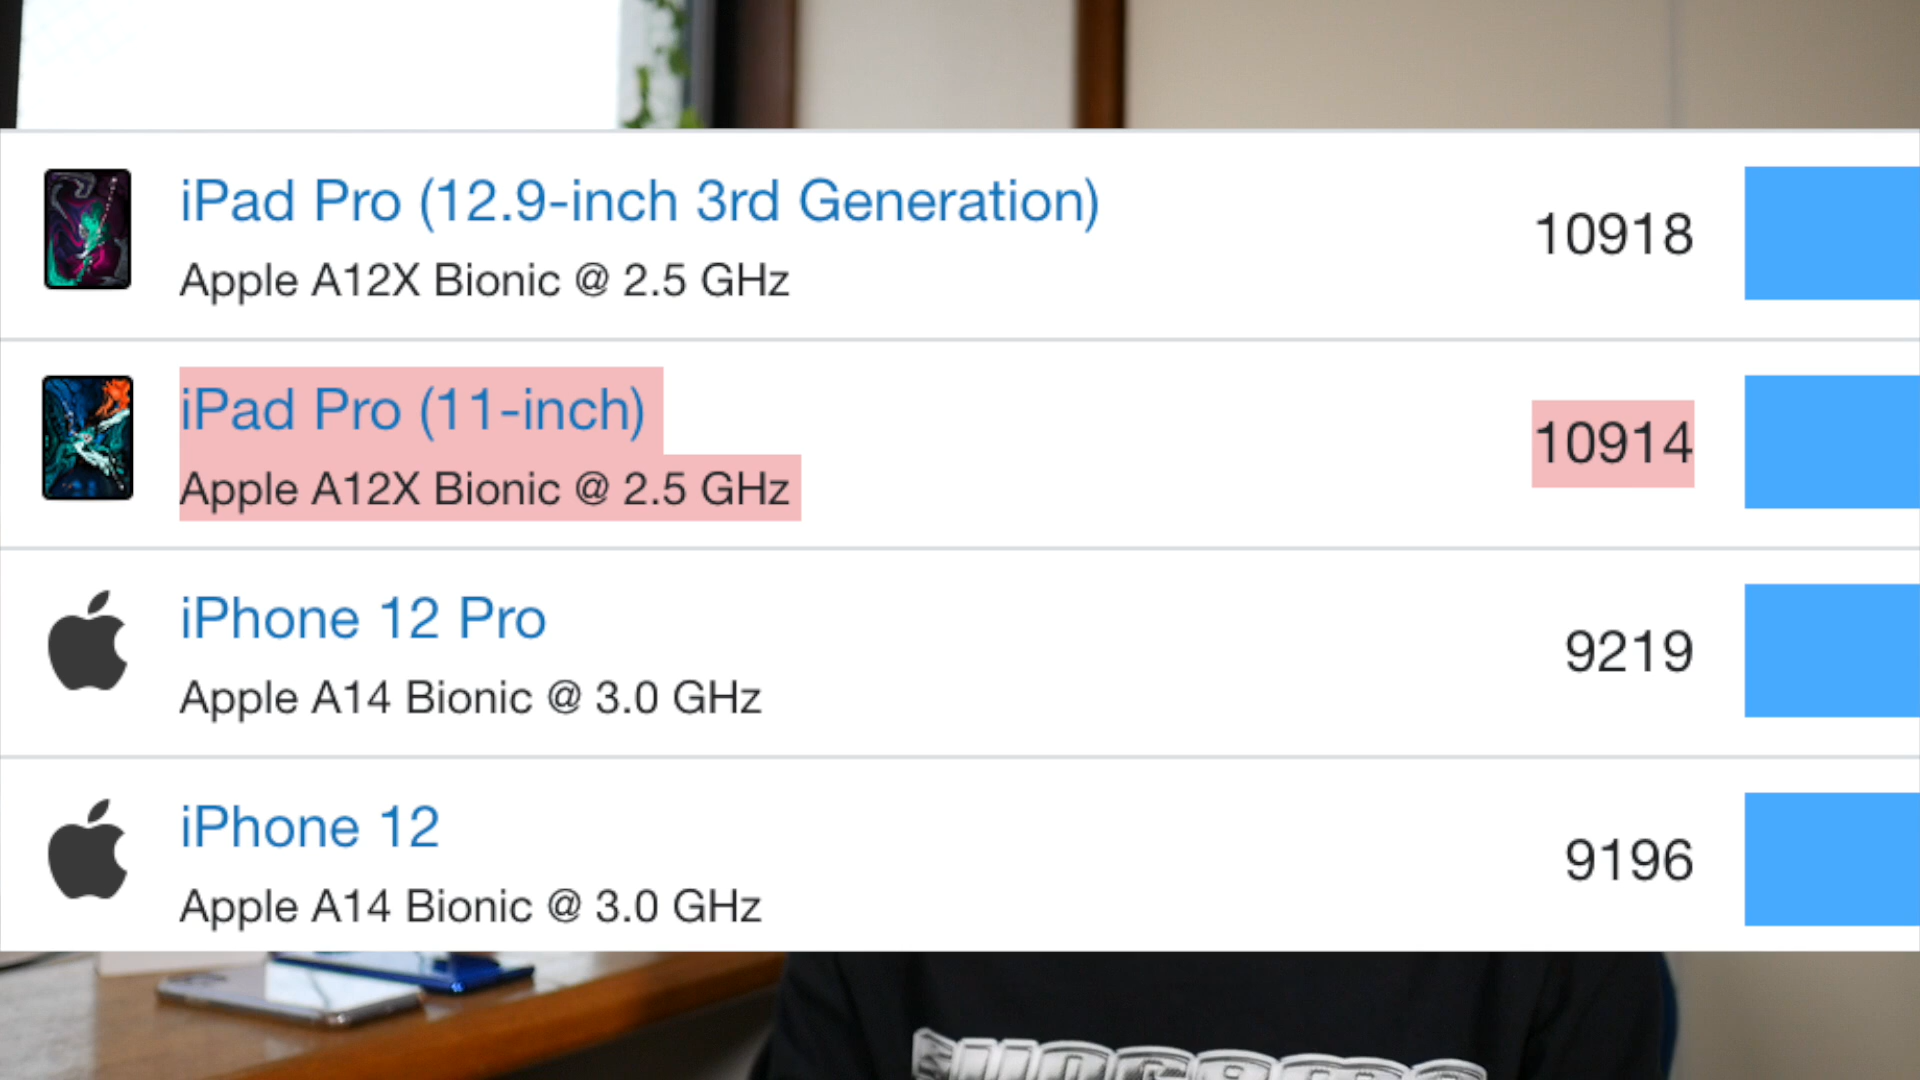 iPad Pro (12.9-inch 3rd Generation)
10918
Apple A12X Bionic @ 2.5 GHz
iPad Pro (11-inch)
10914
Apple A12X Bionic @ 2.5 GHz
iPhone 12 Pro
9219
Apple A14 Bionic @ 3.0 GHz
iPhone 12
9196
Apple A14 Bionic @ 3.0 GHz